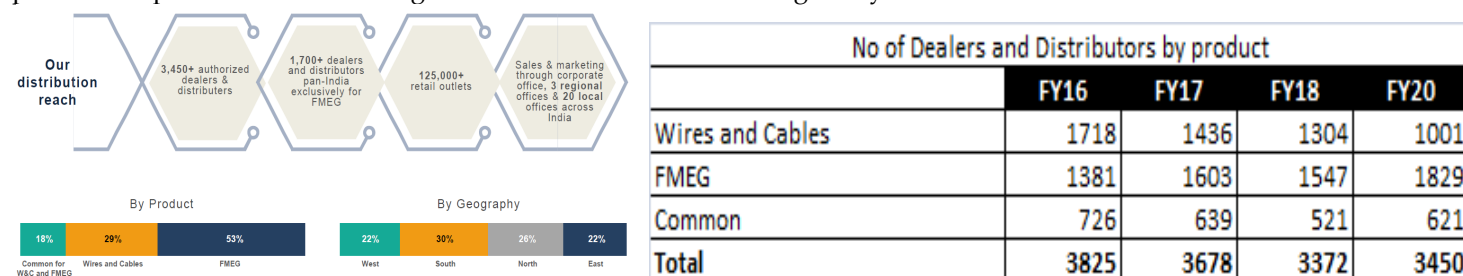 Our
distribution
reach
3,450+ authorized
dealers &
distributers
1,700+ dealers
and distributors
pan-India
exclusively for
FMEG
125,000+
retail outlets
Sales & marketing
through corporate
office, 3 regional
offices & 20 local
offices across
India
By Product
18% 29% 53%
Common for
W&C and FMEG
Wires and Cables
FMEG
By Geography
22% 30% 26% 22%
West South North East
No of Dealers and Distributors by product
FY16 FY17 FY18 FY20
Wires and Cables 1718 1436 1304 1001
FMEG 1381 1603 1547 1829
Common 726 639 521 621
Total 3825 3678 3372 3450